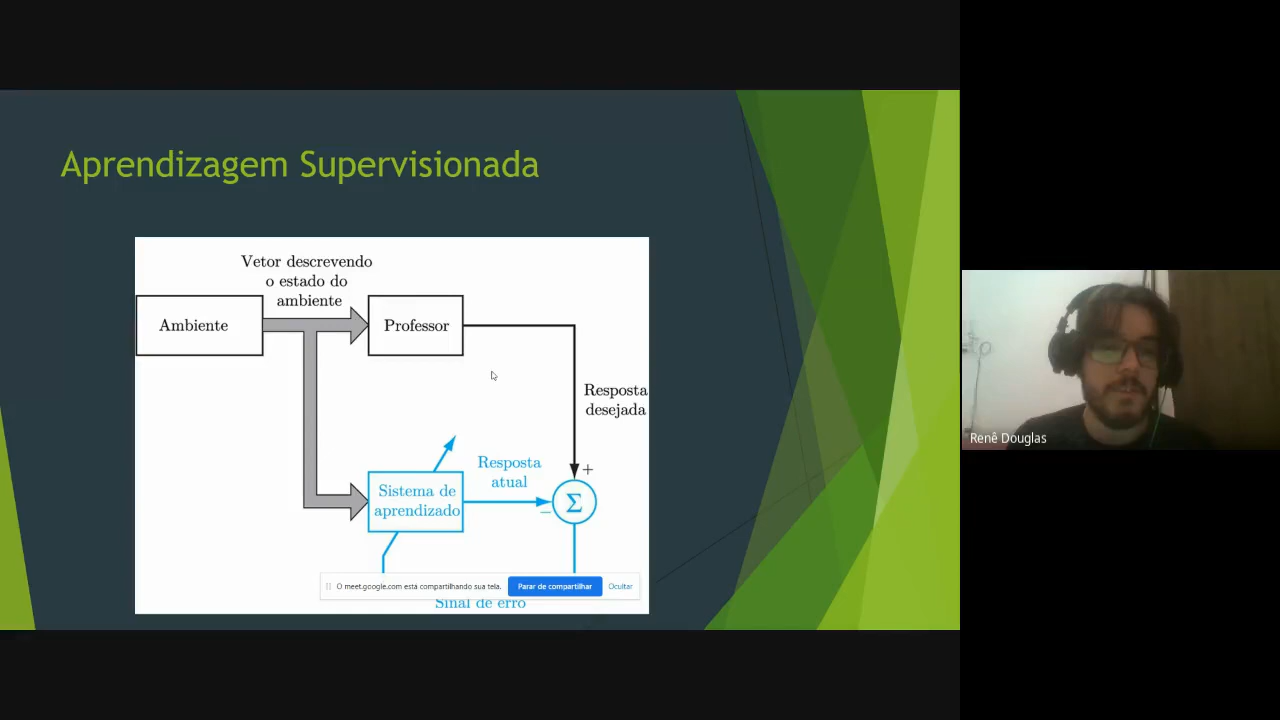 Aprendizagem Supervisionada
Vetor descrevendo
o estado do
ambiente
Ambiente
Professor
Resposta
desejada
+
Resposta
atual
Sistema de
aprendizado
−
Σ
O meet.google.com está compartilhando sua tela.
Parar de compartilhar
Ocultar
Sinal de erro
Renê Douglas